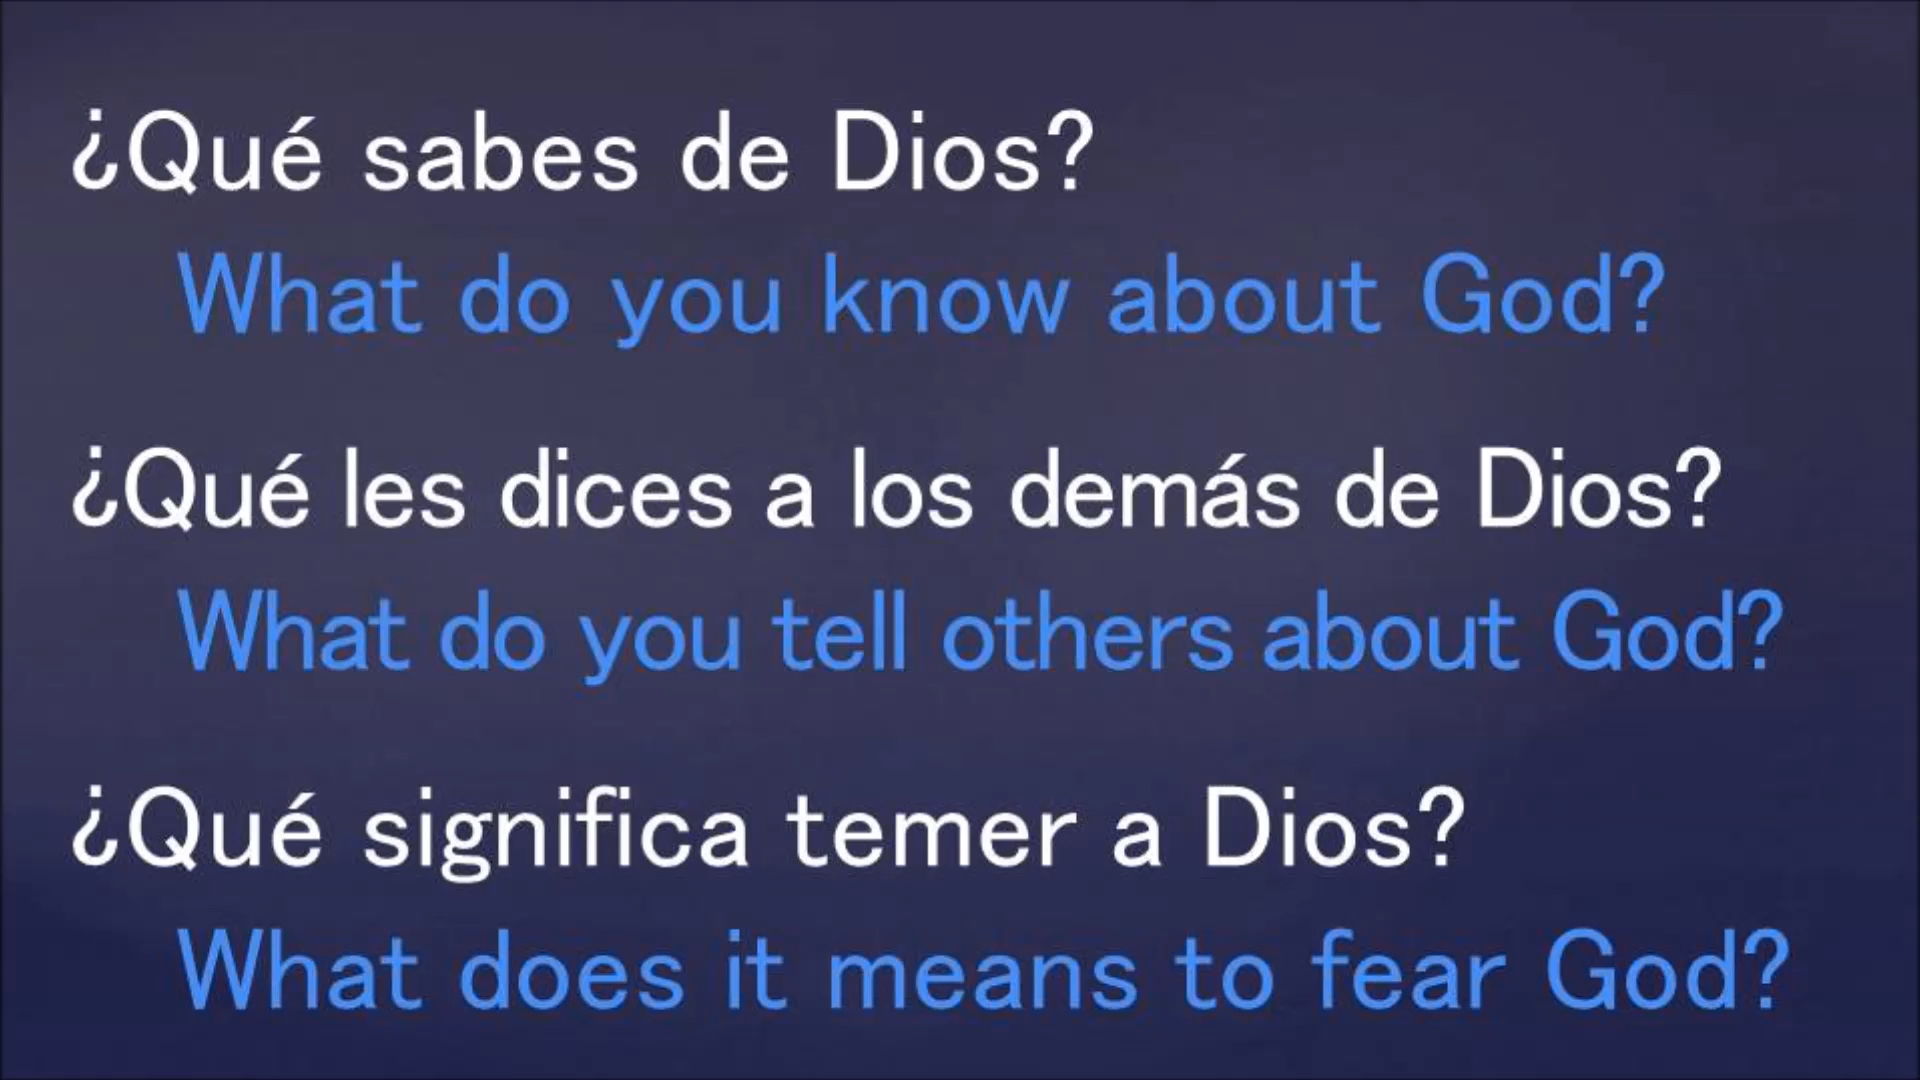 ¿Qué sabes de Dios?
What do you know about God?
¿Qué les dices a los demás de Dios?
What do you tell others about God?
¿Qué significa temer a Dios?
What does it means to fear God?